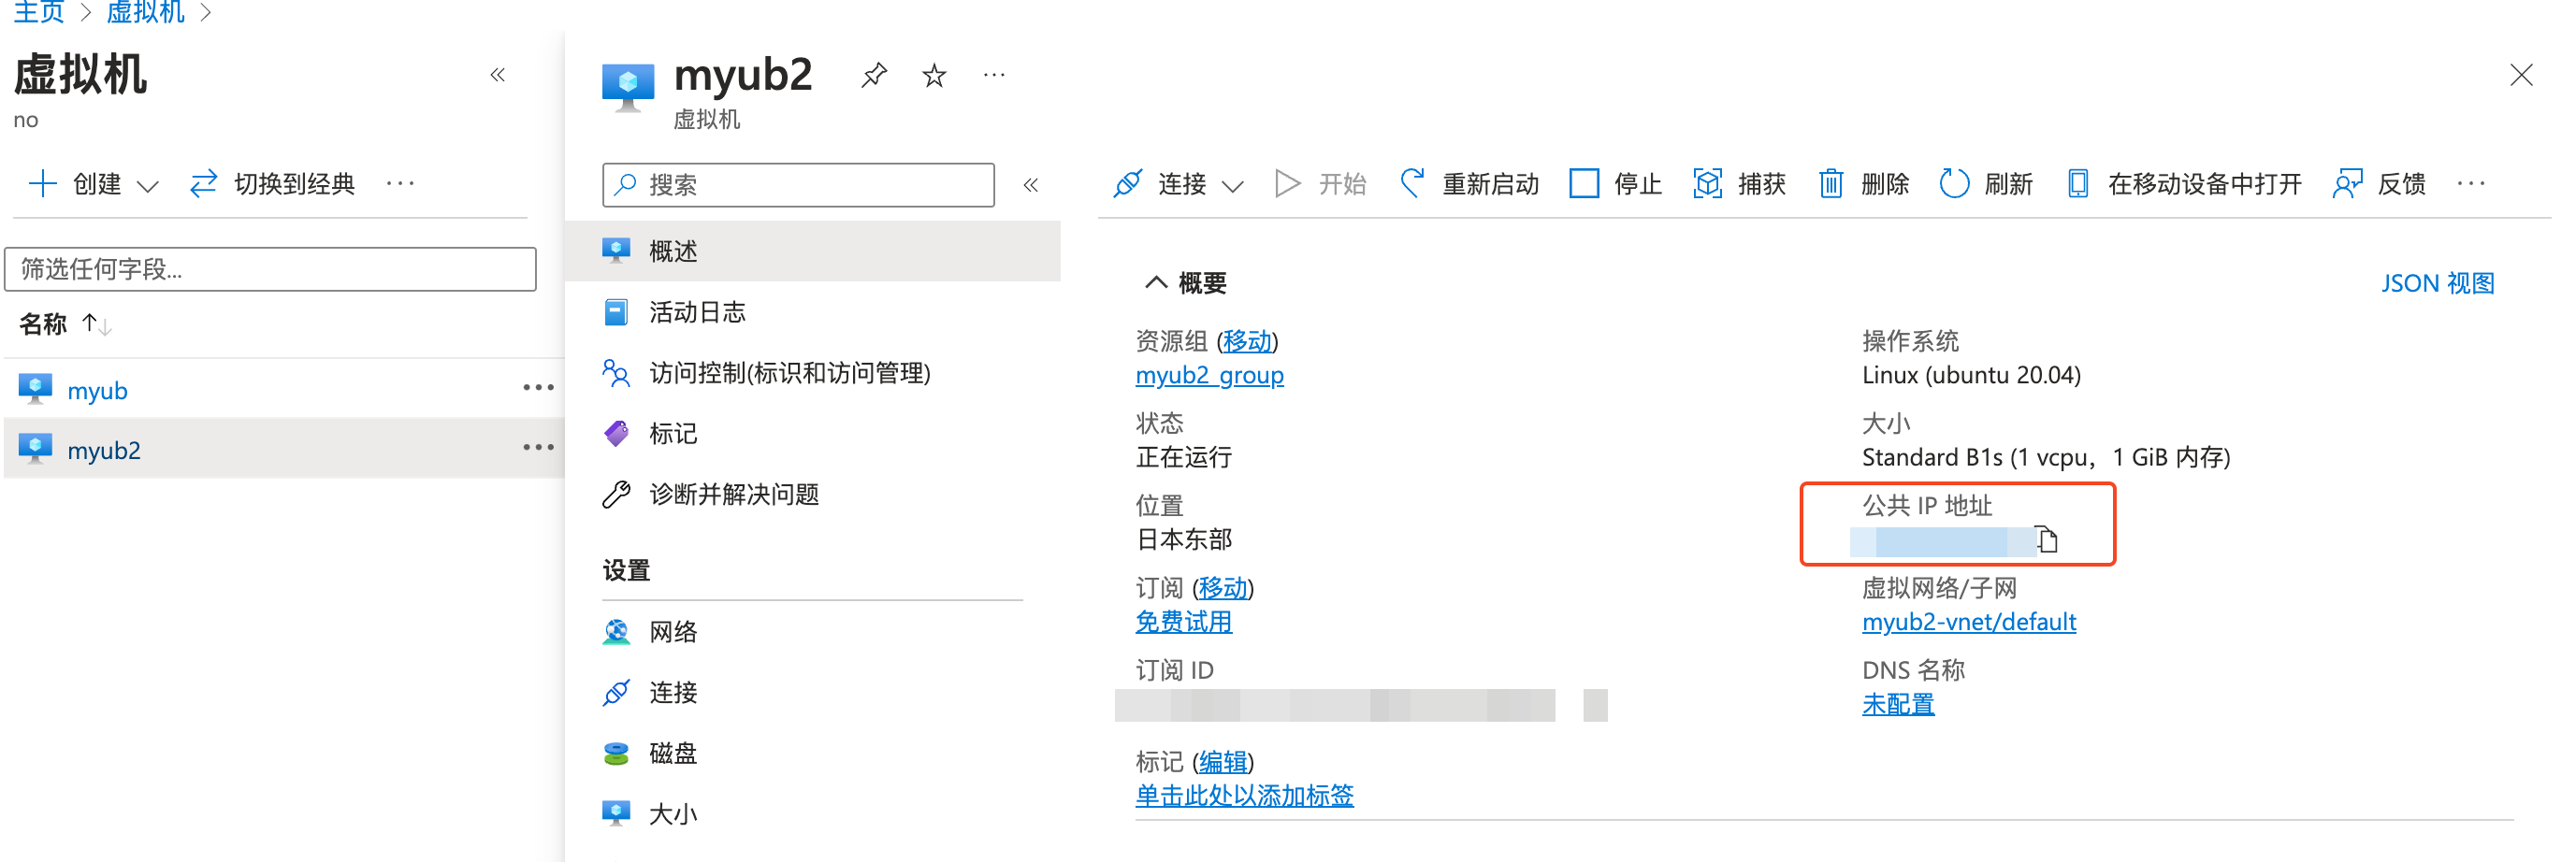 主页 > 虚拟机 >
虚拟机
no
创建
切换到经典
筛选任何字段...
名称
myub
myub2
myub2
虚拟机
搜索
概述
活动日志
访问控制(标识和访问管理)
标记
诊断并解决问题
设置
网络
连接
磁盘
大小
连接
开始
重新启动
停止
捕获
删除
刷新
在移动设备中打开
反馈
概要
JSON 视图
资源组 (移动)
myub2_group
状态
正在运行
位置
日本东部
订阅 (移动)
免费试用
订阅 ID
标记 (编辑)
单击此处以添加标签
操作系统
Linux (ubuntu 20.04)
大小
Standard B1s (1 vcpu，1 GiB 内存)
公共 IP 地址
虚拟网络/子网
myub2-vnet/default
DNS 名称
未配置